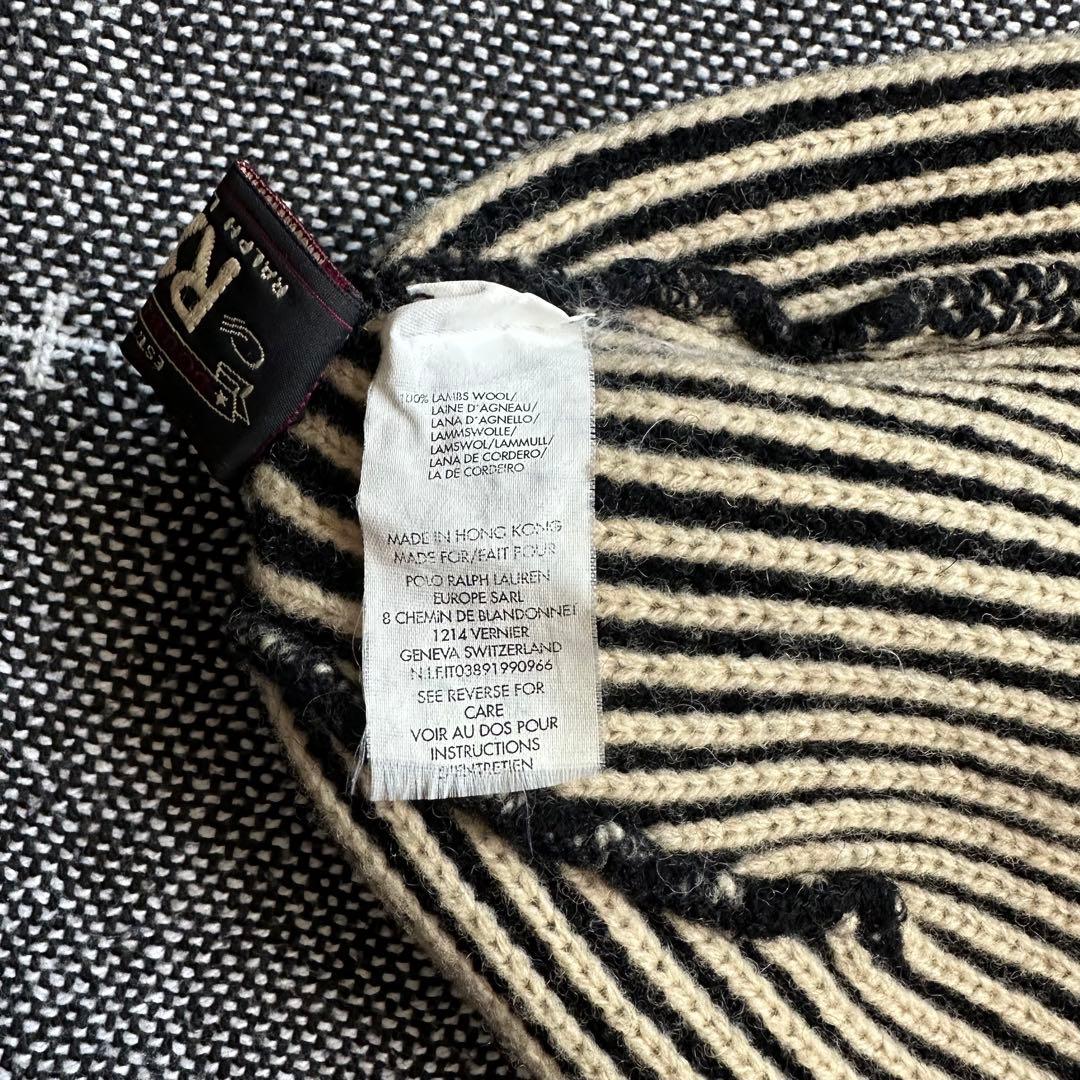 RALPH L
R
EST
100% LAMBS WOOL/
LAINE D'AGNEAU/
LANA D'AGNELLO/
LAMMSWOLLE/
LAMSWOL/LAMMULL/
LANA DE CORDERO/
LA DE CORDEIRO
MADE IN HONG KONG
MADE FOR/FAIT POUR
POLO RALPH LAUREN
EUROPE SARL
8 CHEMIN DE BLANDONNET
1214 VERNIER
GENEVA SWITZERLAND
N.I.F.IT03891990966
SEE REVERSE FOR
CARE
VOIR AU DOS POUR
INSTRUCTIONS
D'ENTRETIEN